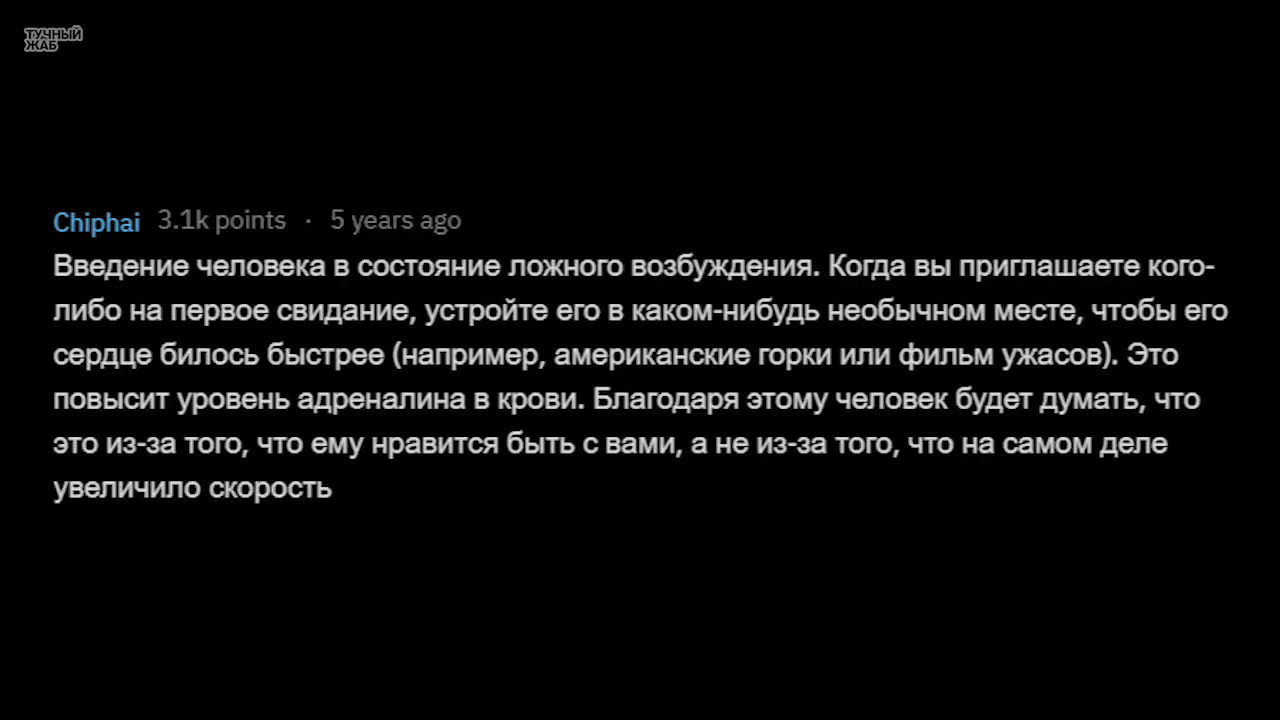 ТУЧНЫЙ
ЖАБ
Chiphai 3.1k points · 5 years ago
Введение человека в состояние ложного возбуждения. Когда вы приглашаете кого-
либо на первое свидание, устройте его в каком-нибудь необычном месте, чтобы его
сердце билось быстрее (например, американские горки или фильм ужасов). Это
повысит уровень адреналина в крови. Благодаря этому человек будет думать, что
это из-за того, что ему нравится быть с вами, а не из-за того, что на самом деле
увеличило скорость